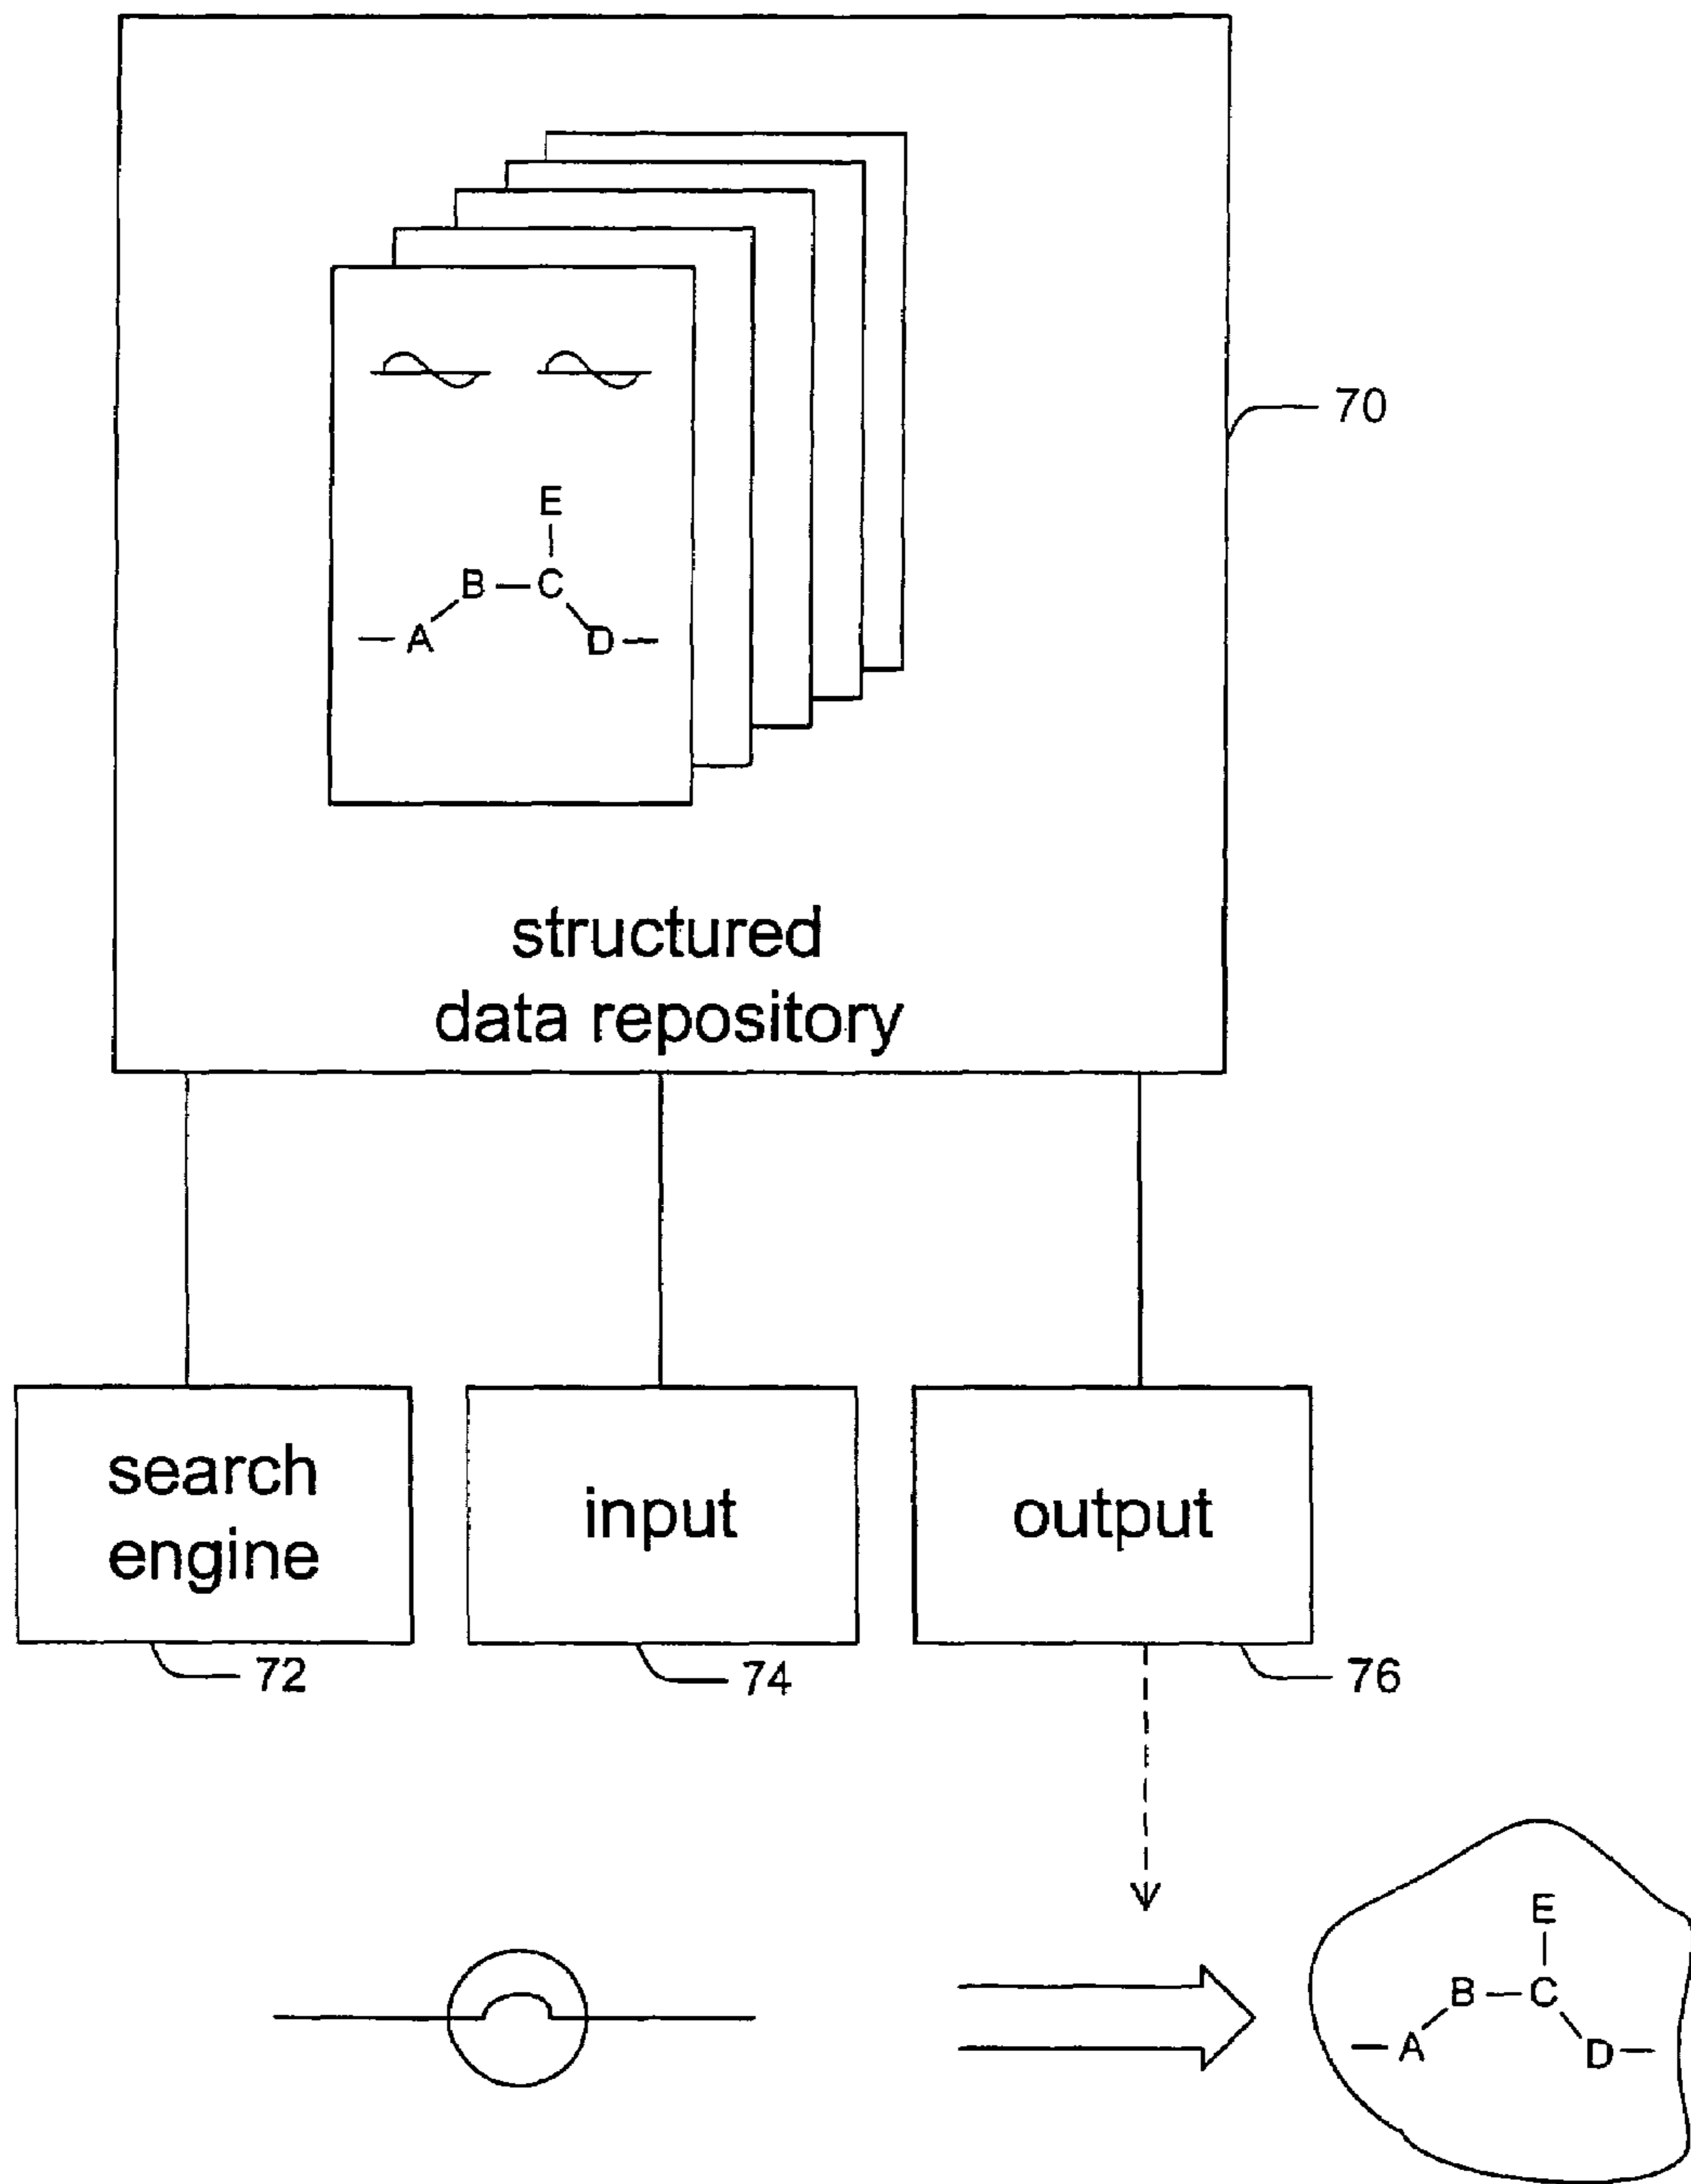 70
E
B — C
— A D —
structured
data repository
search
engine
input
output
72
74
76
E
B — C
— A D —